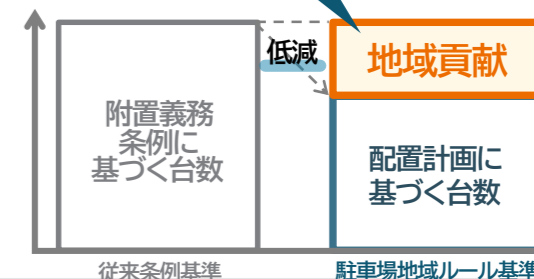 低減
地域貢献
附置義務
条例に
基づく台数
配置計画に
基づく台数
従来条例基準
駐車場地域ルール基準